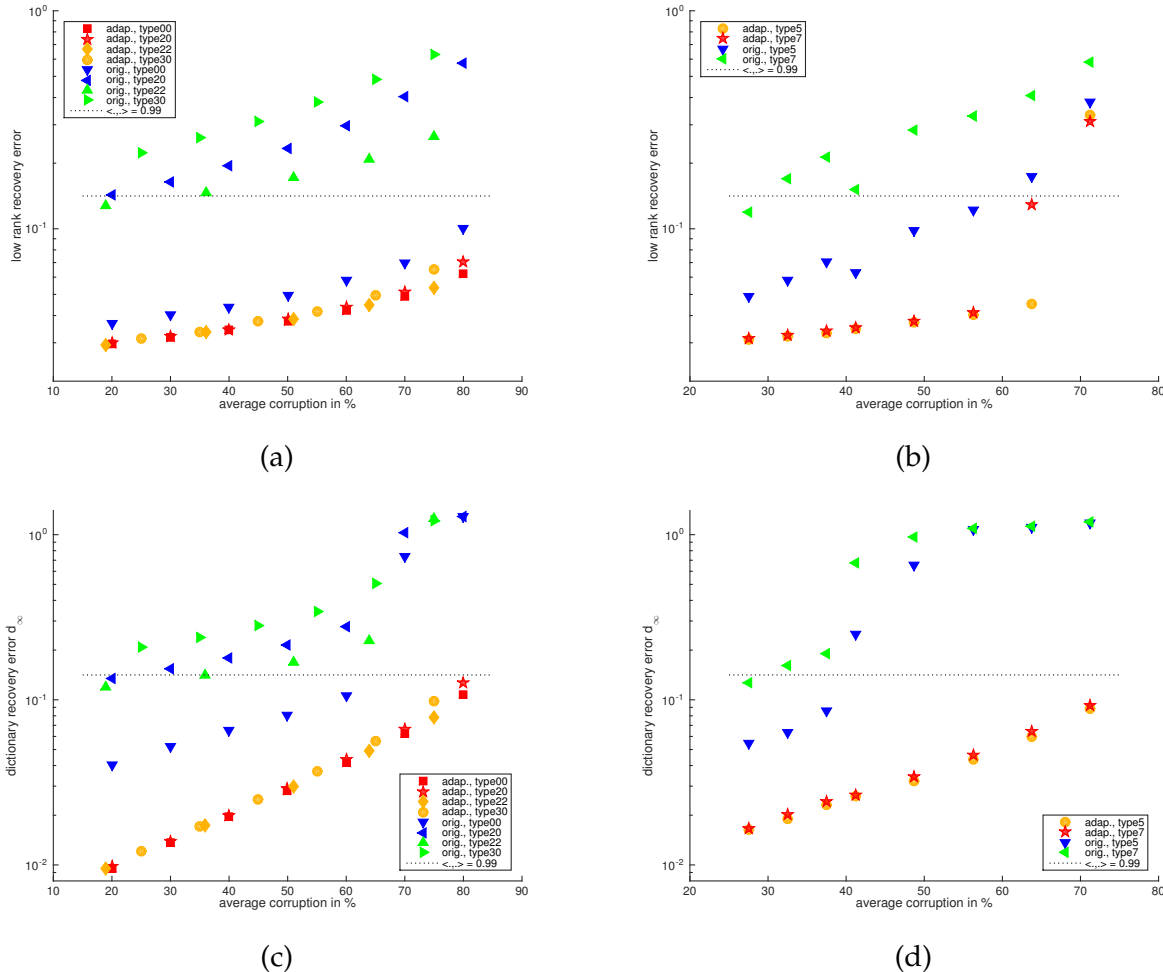 10⁰
adap., type00
adap., type20
adap., type22
adap., type30
orig., type00
orig., type20
orig., type22
orig., type30
<.,.> = 0.99
low rank recovery error
10⁻¹
10 20 30 40 50 60 70 80 90
average corruption in %
(a)
10⁰
adap., type5
adap., type7
orig., type5
orig., type7
<.,.> = 0.99
low rank recovery error
10⁻¹
20 30 40 50 60 70 80
average corruption in %
(b)
10⁰
dictionary recovery error d∞
10⁻¹
adap., type00
adap., type20
adap., type22
adap., type30
orig., type00
orig., type20
orig., type22
orig., type30
<.,.> = 0.99
10⁻²
10 20 30 40 50 60 70 80 90
average corruption in %
(c)
10⁰
dictionary recovery error d∞
10⁻¹
adap., type5
adap., type7
orig., type5
orig., type7
<.,.> = 0.99
10⁻²
20 30 40 50 60 70 80
average corruption in %
(d)